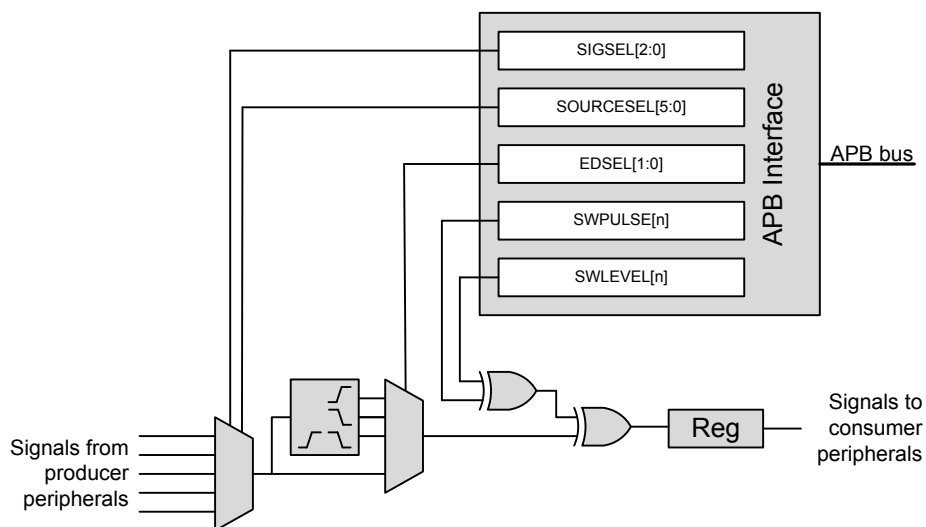 SIGSEL[2:0]
SOURCESEL[5:0]
EDSEL[1:0]
SWPULSE[n]
SWLEVEL[n]
APB Interface
APB bus
Signals from
producer
peripherals
Reg
Signals to
consumer
peripherals